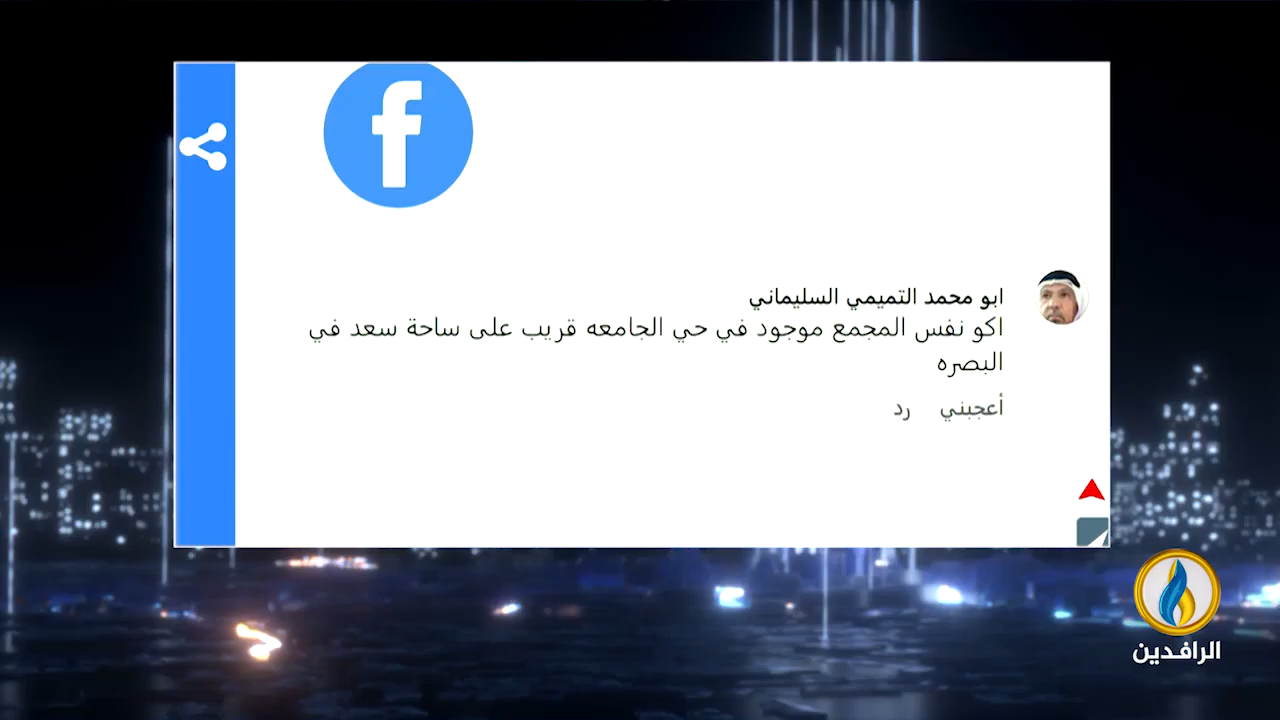 ابو محمد التميمي السليماني
اكو نفس المجمع موجود في حي الجامعه قريب على ساحة سعد في
البصره
أعجبني رد
الرافدين